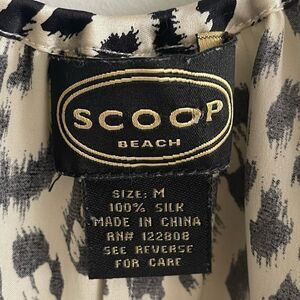 SCOOP
BEACH
SIZE: M
100% SILK
MADE IN CHINA
RN# 122808
SEE REVERSE
FOR CARE